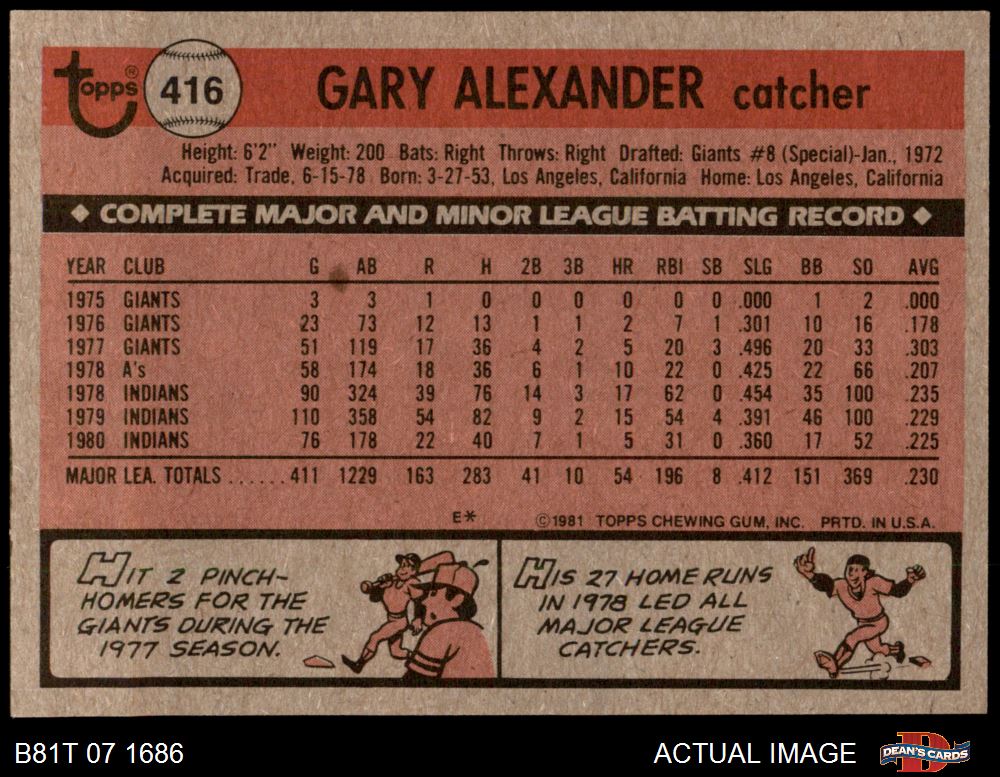 Topps® 416 GARY ALEXANDER catcher
Height: 6'2" Weight: 200 Bats: Right Throws: Right Drafted: Giants #8 (Special)-Jan., 1972
Acquired: Trade, 6-15-78 Born: 3-27-53, Los Angeles, California Home: Los Angeles, California
◆ COMPLETE MAJOR AND MINOR LEAGUE BATTING RECORD ◆
YEAR CLUB G AB R H 2B 3B HR RBI SB SLG BB SO AVG
1975 GIANTS 3 3 1 0 0 0 0 0 0 .000 1 2 .000
1976 GIANTS 23 73 12 13 1 1 2 7 1 .301 10 16 .178
1977 GIANTS 51 119 17 36 4 2 5 20 3 .496 20 33 .303
1978 A's 58 174 18 36 6 1 10 22 0 .425 22 66 .207
1978 INDIANS 90 324 39 76 14 3 17 62 0 .454 35 100 .235
1979 INDIANS 110 358 54 82 9 2 15 54 4 .391 46 100 .229
1980 INDIANS 76 178 22 40 7 1 5 31 0 .360 17 52 .225
MAJOR LEA. TOTALS ......411 1229 163 283 41 10 54 196 8 .412 151 369 .230
E* ©1981 TOPPS CHEWING GUM, INC. PRTD. IN U.S.A.
HIT 2 PINCH-
HOMERS FOR THE
GIANTS DURING THE
1977 SEASON.
HIS 27 HOME RUNS
IN 1978 LED ALL
MAJOR LEAGUE
CATCHERS.
B81T 07 1686 ACTUAL IMAGE DEAN'S CARDS